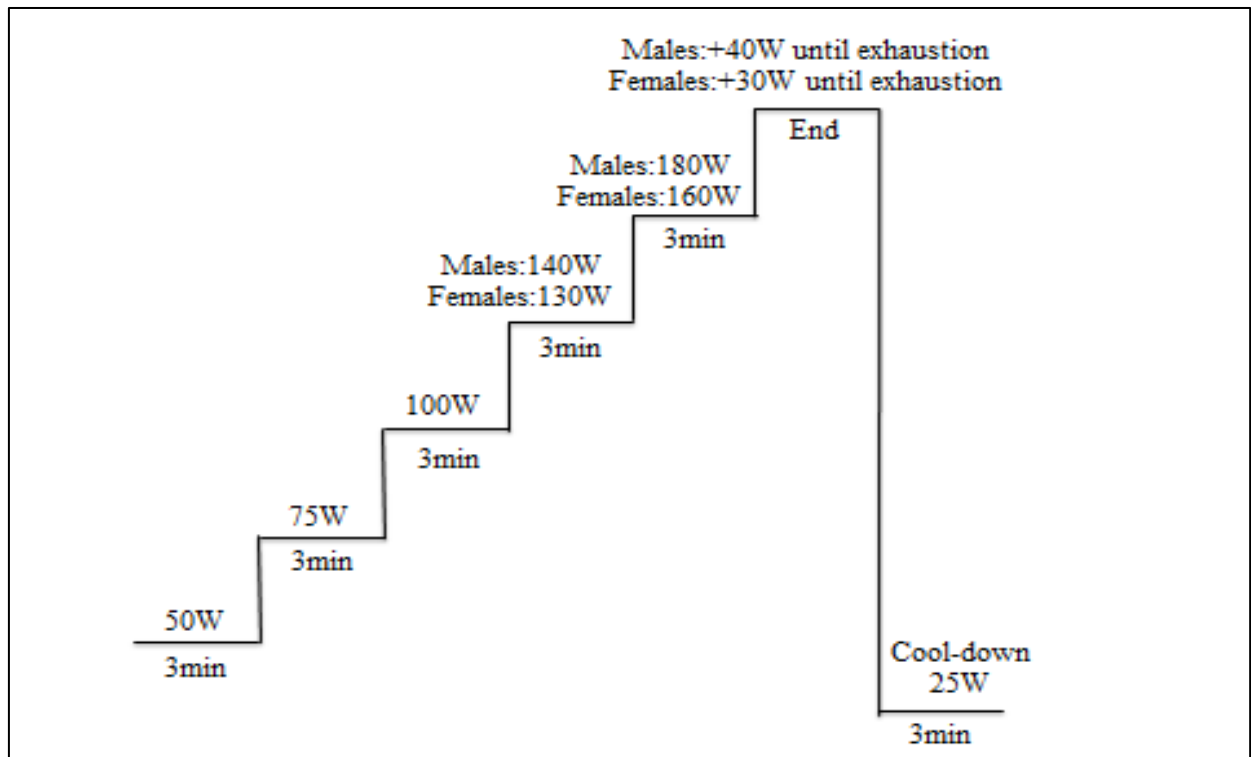 Males:+40W until exhaustion
Females:+30W until exhaustion
End
Males:180W
Females:160W
3min
Males:140W
Females:130W
3min
100W
3min
75W
3min
50W
3min
Cool-down
25W
3min